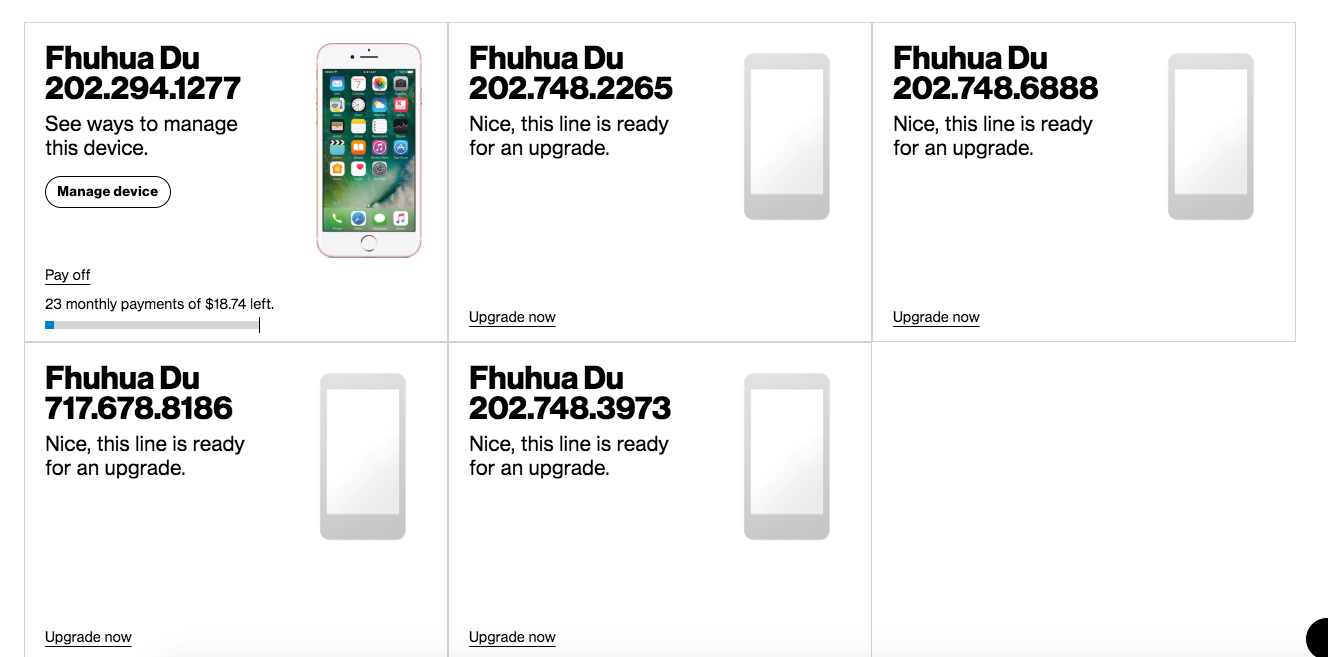 Fhuhua Du
202.294.1277
See ways to manage
this device.
Manage device
Pay off
23 monthly payments of $18.74 left.
Fhuhua Du
202.748.2265
Nice, this line is ready
for an upgrade.
Upgrade now
Fhuhua Du
202.748.6888
Nice, this line is ready
for an upgrade.
Upgrade now
Fhuhua Du
717.678.8186
Nice, this line is ready
for an upgrade.
Upgrade now
Fhuhua Du
202.748.3973
Nice, this line is ready
for an upgrade.
Upgrade now